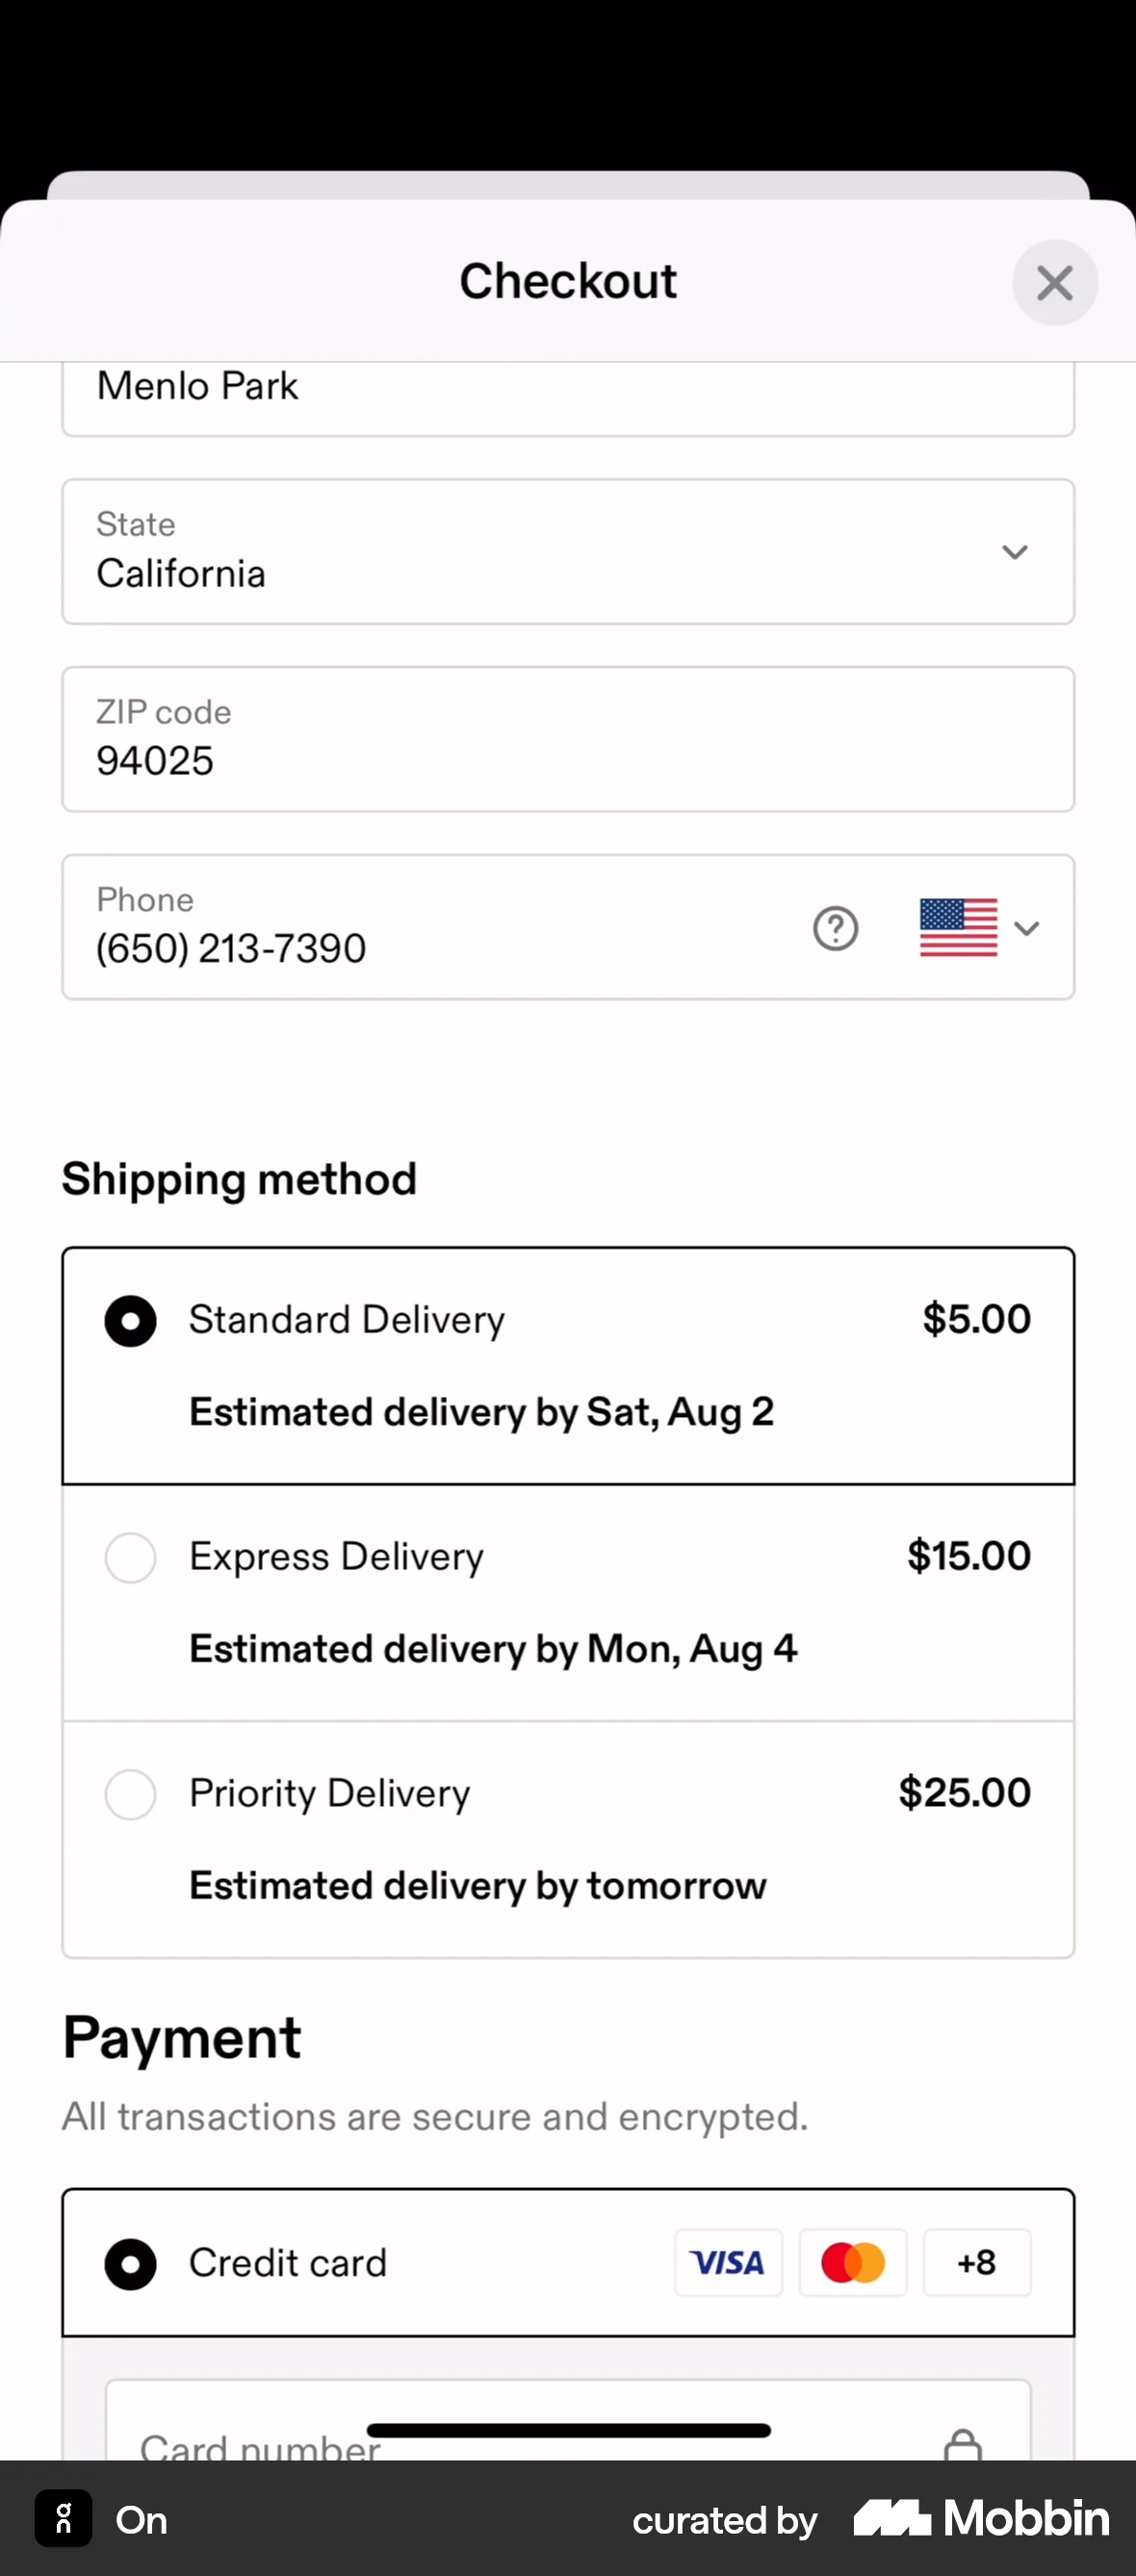 Checkout
Menlo Park
State
California
ZIP code
94025
Phone
(650) 213-7390
Shipping method
Standard Delivery $5.00
Estimated delivery by Sat, Aug 2
Express Delivery $15.00
Estimated delivery by Mon, Aug 4
Priority Delivery $25.00
Estimated delivery by tomorrow
Payment
All transactions are secure and encrypted.
Credit card VISA +8
Card number
On curated by Mobbin